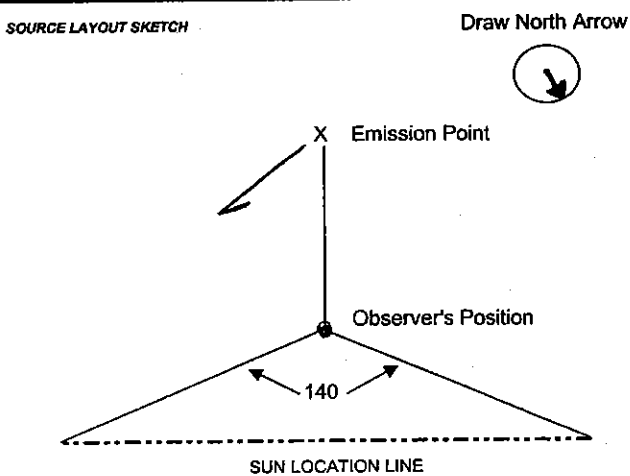 SOURCE LAYOUT SKETCH
Draw North Arrow
X Emission Point
Observer's Position
140
SUN LOCATION LINE